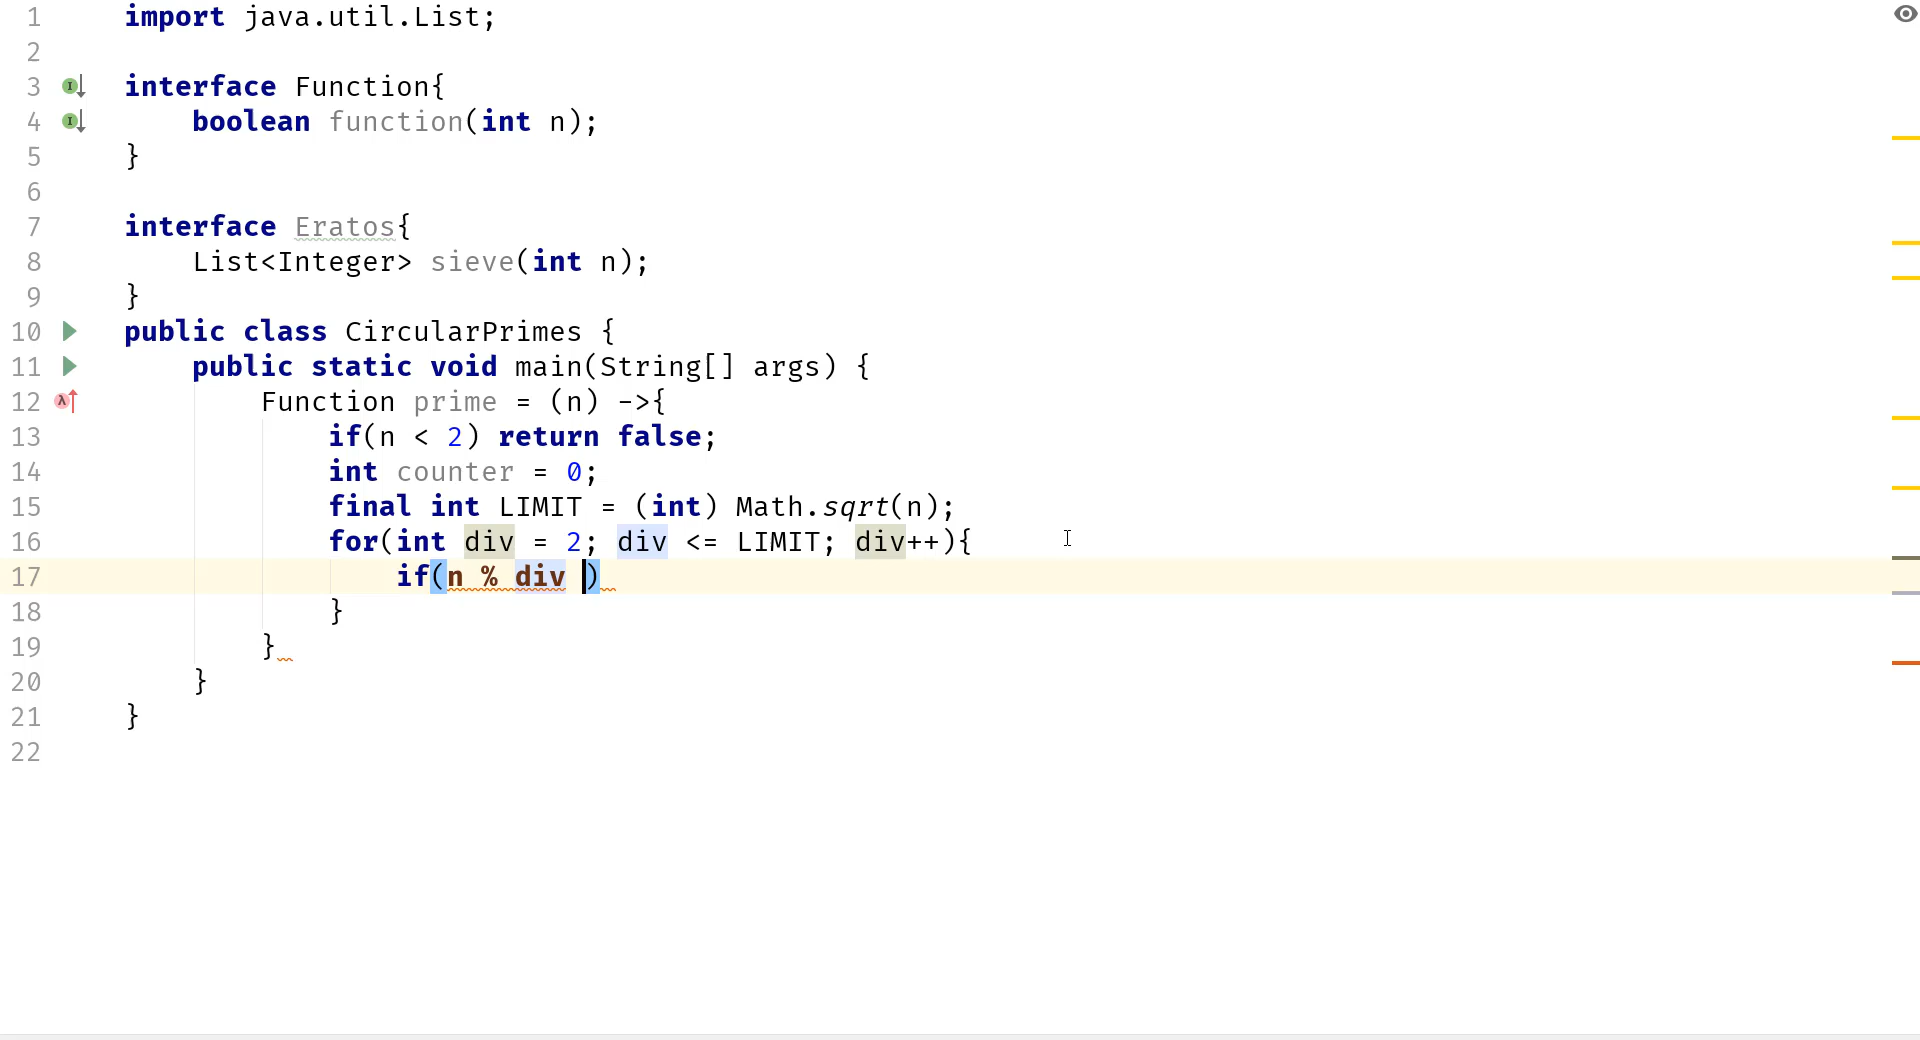 1 import java.util.List;
2
3 interface Function{
4 boolean function(int n);
5 }
6
7 interface Eratos{
8 List<Integer> sieve(int n);
9 }
10 public class CircularPrimes {
11 public static void main(String[] args) {
12 Function prime = (n) ->{
13 if(n < 2) return false;
14 int counter = 0;
15 final int LIMIT = (int) Math.sqrt(n);
16 for(int div = 2; div <= LIMIT; div++){
17 if(n % div )
18 }
19 }
20 }
21 }
22